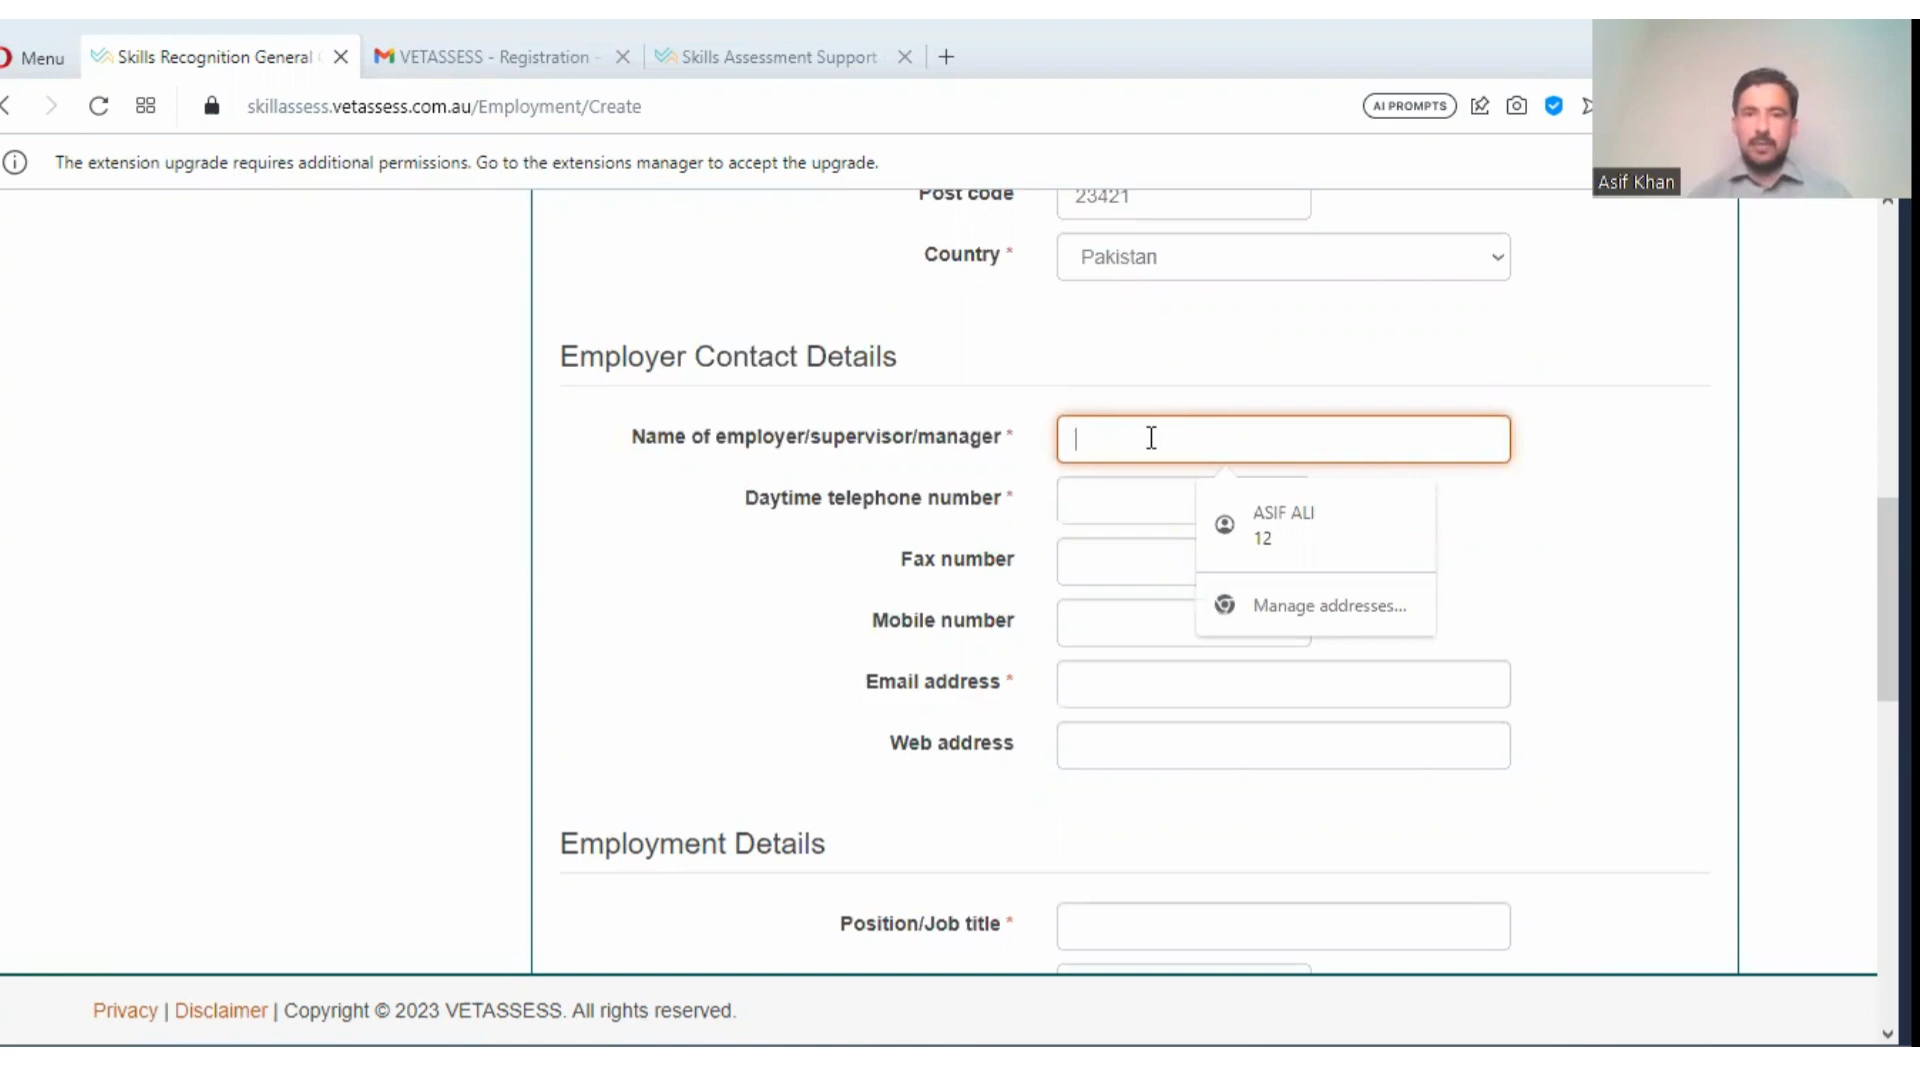 Menu
Skills Recognition General
VETASSESS - Registration -
Skills Assessment Support
skillassess.vetassess.com.au/Employment/Create
AI PROMPTS
The extension upgrade requires additional permissions. Go to the extensions manager to accept the upgrade.
Asif Khan
Post code
23421
Country *
Pakistan
Employer Contact Details
Name of employer/supervisor/manager *
Daytime telephone number *
ASIF ALI
12
Fax number
Manage addresses...
Mobile number
Email address *
Web address
Employment Details
Position/Job title *
Privacy | Disclaimer | Copyright © 2023 VETASSESS. All rights reserved.